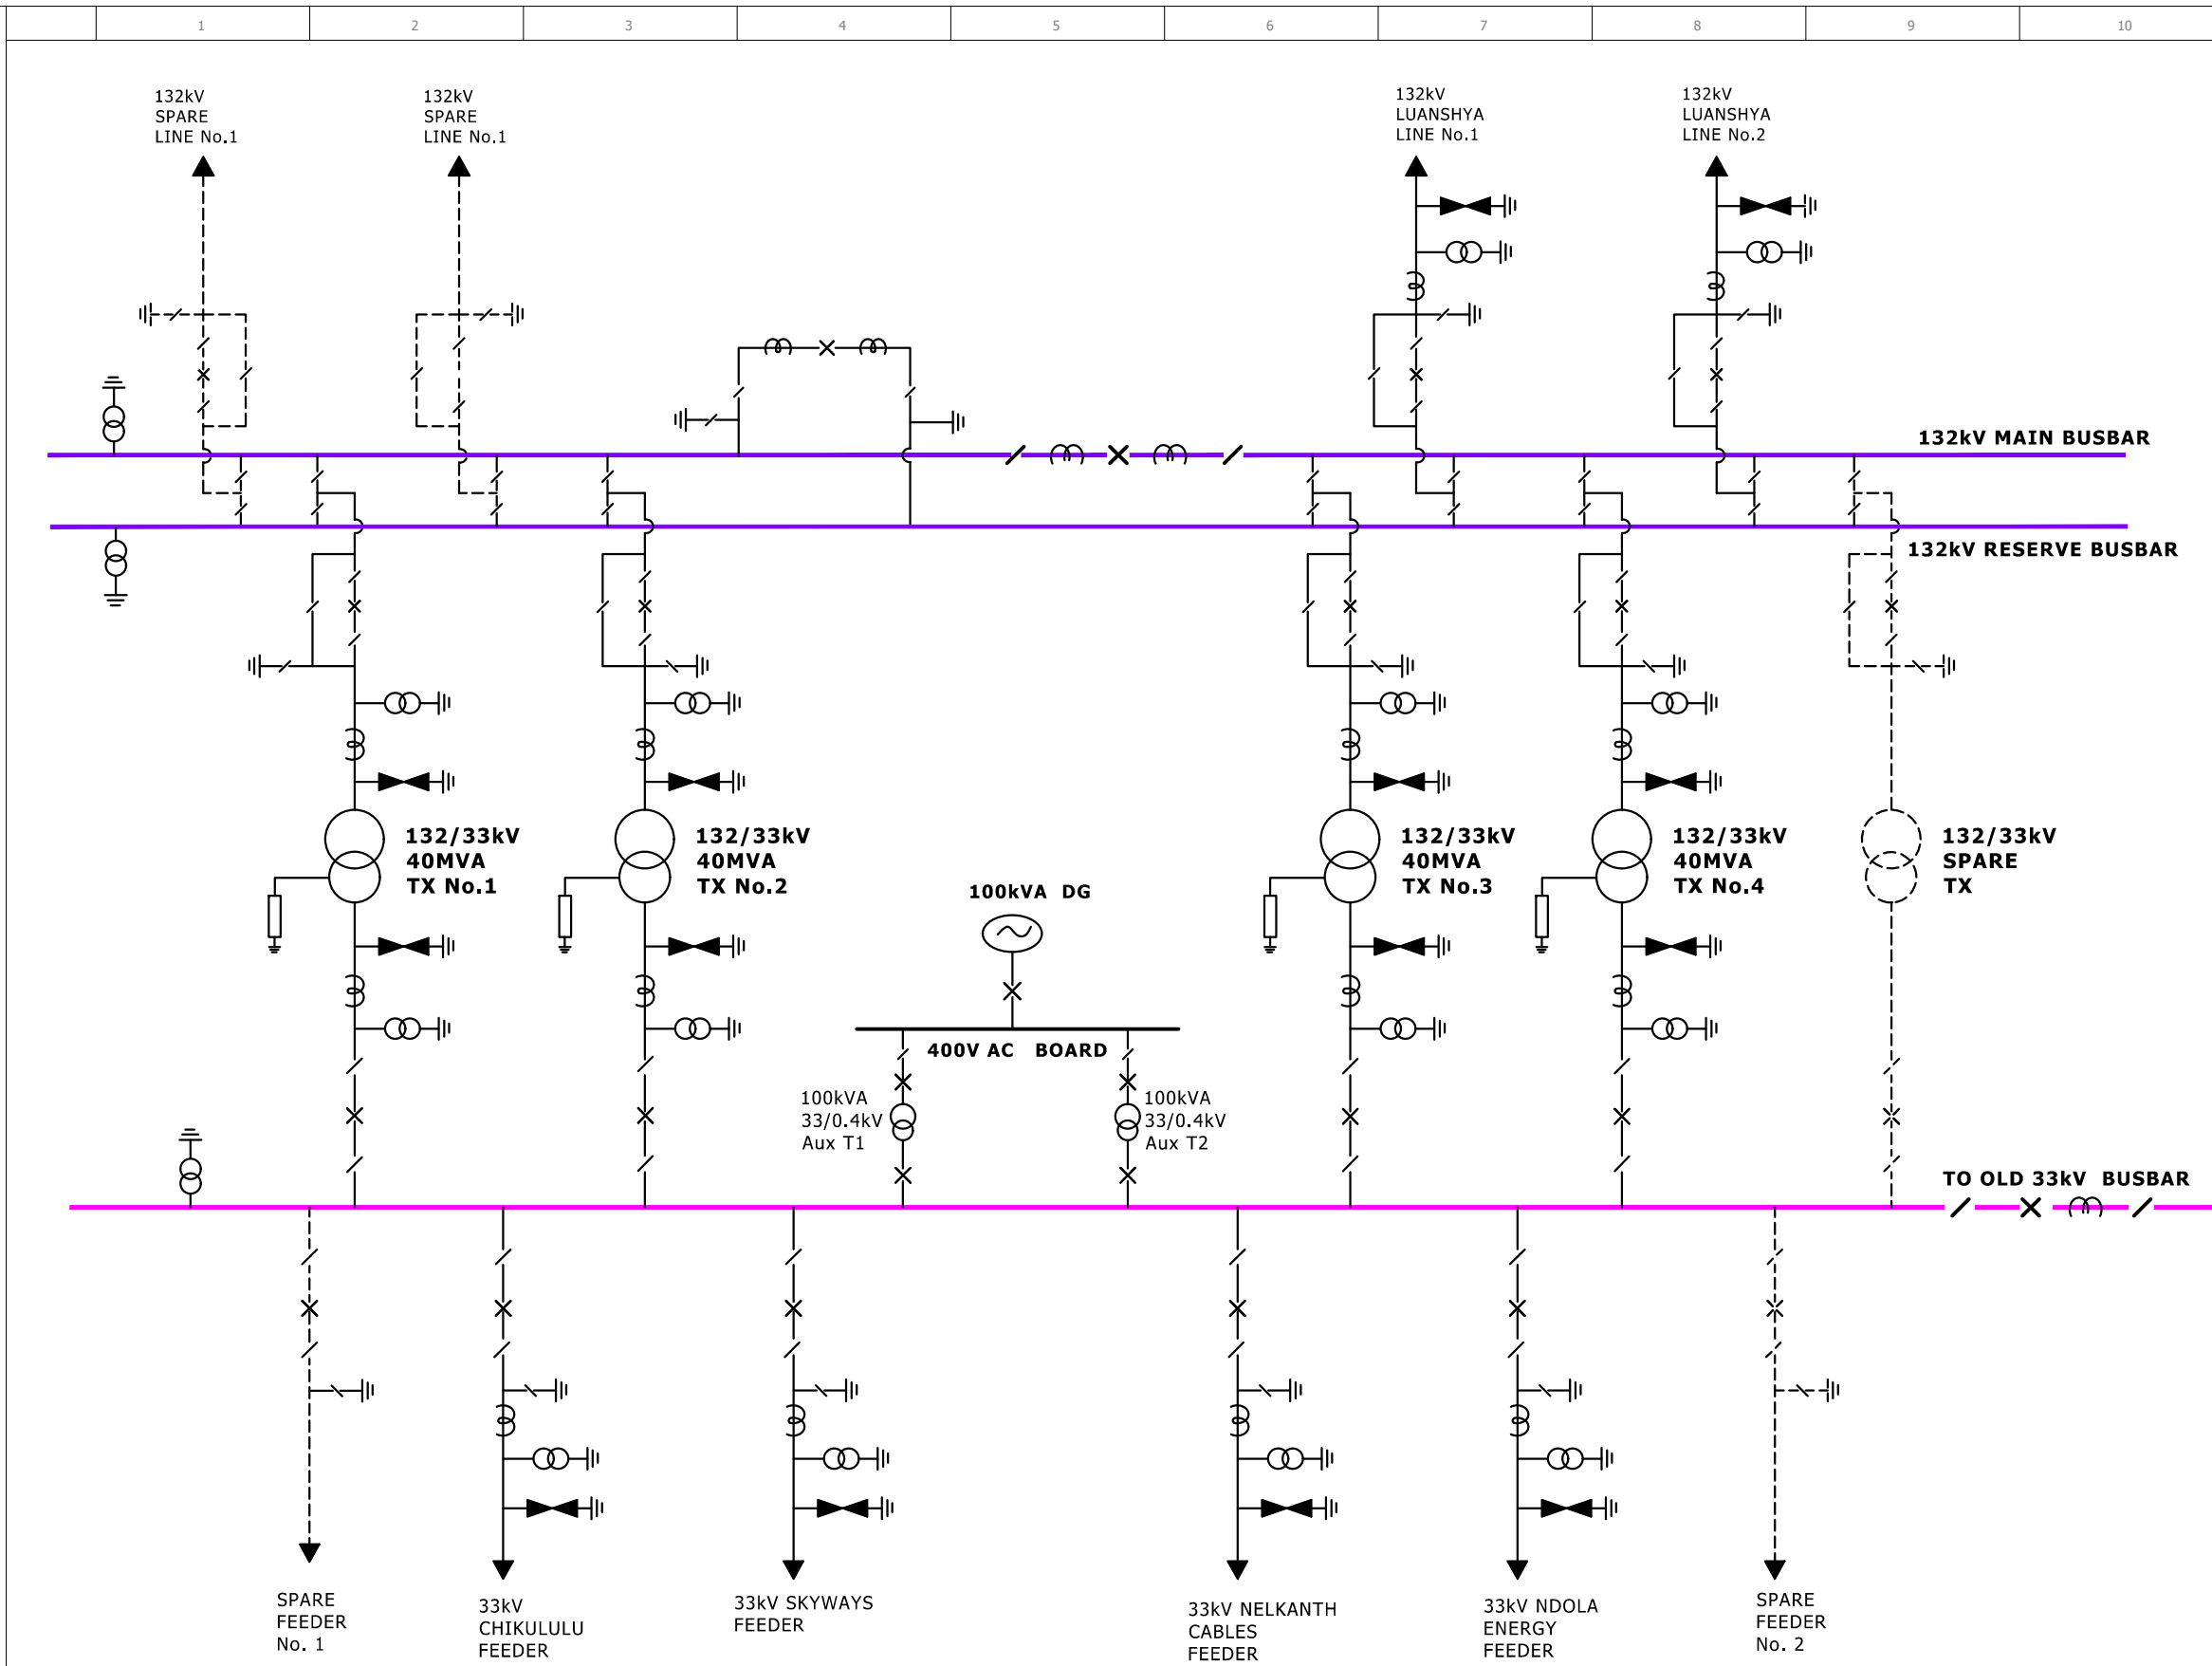 1 2 3 4 5 6 7 8 9 10
132kV
SPARE
LINE No.1
132kV
SPARE
LINE No.1
132kV
LUANSHYA
LINE No.1
132kV
LUANSHYA
LINE No.2
132kV MAIN BUSBAR
132kV RESERVE BUSBAR
132/33kV
40MVA
TX No.1
132/33kV
40MVA
TX No.2
132/33kV
40MVA
TX No.3
132/33kV
40MVA
TX No.4
132/33kV
SPARE
TX
100kVA DG
400V AC BOARD
100kVA
33/0.4kV
Aux T1
100kVA
33/0.4kV
Aux T2
TO OLD 33kV BUSBAR
SPARE
FEEDER
No. 1
33kV
CHIKULULU
FEEDER
33kV SKYWAYS
FEEDER
33kV NELKANTH
CABLES
FEEDER
33kV NDOLA
ENERGY
FEEDER
SPARE
FEEDER
No. 2